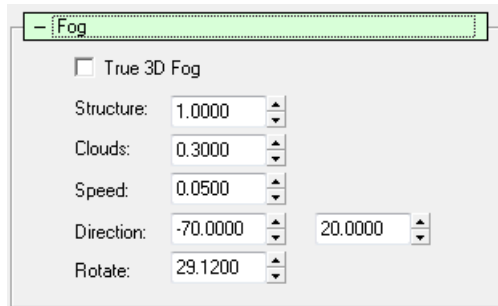 Fog
True 3D Fog
Structure: 1.0000
Clouds: 0.3000
Speed: 0.0500
Direction: -70.0000 20.0000
Rotate: 29.1200